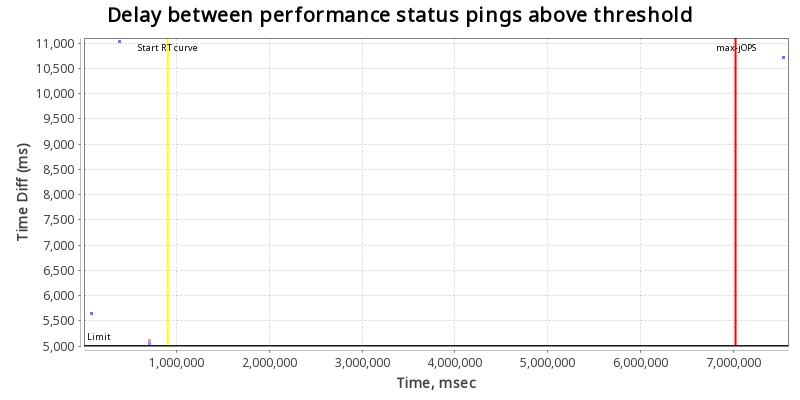 Delay between performance status pings above threshold
Time Diff (ms)
11,000
10,500
10,000
9,500
9,000
8,500
8,000
7,500
7,000
6,500
6,000
5,500
5,000
Start RT curve
max-jOPS
Limit
1,000,000 2,000,000 3,000,000 4,000,000 5,000,000 6,000,000 7,000,000
Time, msec